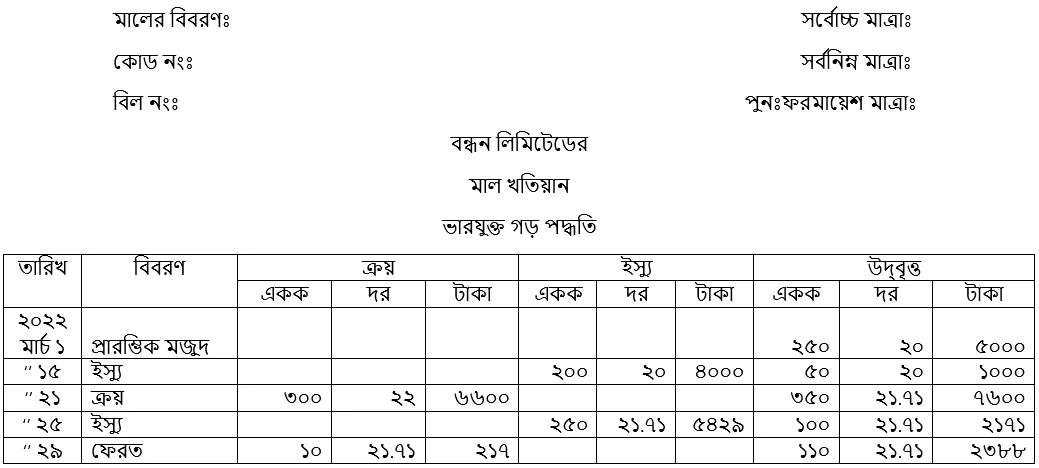 মালের বিবরণঃ সর্বোচ্চ মাত্রাঃ
কোড নংঃ সর্বনিম্ন মাত্রাঃ
বিল নংঃ পুনঃফরমায়েশ মাত্রাঃ
বন্ধন লিমিটেডের
মাল খতিয়ান
ভারযুক্ত গড় পদ্ধতি
তারিখ বিবরণ ক্রয় ইস্যু উদ্‌বৃত্ত
একক দর টাকা একক দর টাকা একক দর টাকা
২০২২
মার্চ ১ প্রারম্ভিক মজুদ ২৫০ ২০ ৫০০০
" ১৫ ইস্যু ২০০ ২০ ৪০০০ ৫০ ২০ ১০০০
" ২১ ক্রয় ৩০০ ২২ ৬৬০০ ৩৫০ ২১.৭১ ৭৬০০
" ২৫ ইস্যু ২৫০ ২১.৭১ ৫৪২৯ ১০০ ২১.৭১ ২১৭১
" ২৯ ফেরত ১০ ২১.৭১ ২১৭ ১১০ ২১.৭১ ২৩৮৮